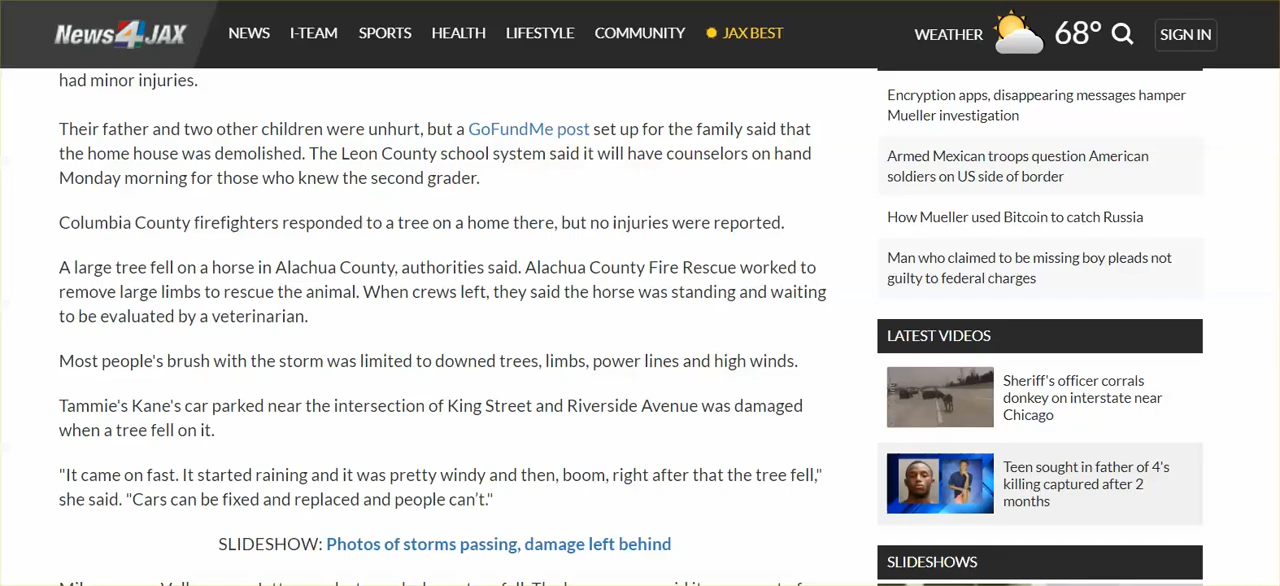 News4JAX
NEWS I-TEAM SPORTS HEALTH LIFESTYLE COMMUNITY JAX BEST
WEATHER 68° SIGN IN
had minor injuries.
Their father and two other children were unhurt, but a GoFundMe post set up for the family said that
the home house was demolished. The Leon County school system said it will have counselors on hand
Monday morning for those who knew the second grader.
Columbia County firefighters responded to a tree on a home there, but no injuries were reported.
A large tree fell on a horse in Alachua County, authorities said. Alachua County Fire Rescue worked to
remove large limbs to rescue the animal. When crews left, they said the horse was standing and waiting
to be evaluated by a veterinarian.
Most people's brush with the storm was limited to downed trees, limbs, power lines and high winds.
Tammie's Kane's car parked near the intersection of King Street and Riverside Avenue was damaged
when a tree fell on it.
"It came on fast. It started raining and it was pretty windy and then, boom, right after that the tree fell,"
she said. "Cars can be fixed and replaced and people can't."
SLIDESHOW: Photos of storms passing, damage left behind
Encryption apps, disappearing messages hamper
Mueller investigation
Armed Mexican troops question American
soldiers on US side of border
How Mueller used Bitcoin to catch Russia
Man who claimed to be missing boy pleads not
guilty to federal charges
LATEST VIDEOS
Sheriff's officer corrals
donkey on interstate near
Chicago
Teen sought in father of 4's
killing captured after 2
months
SLIDESHOWS